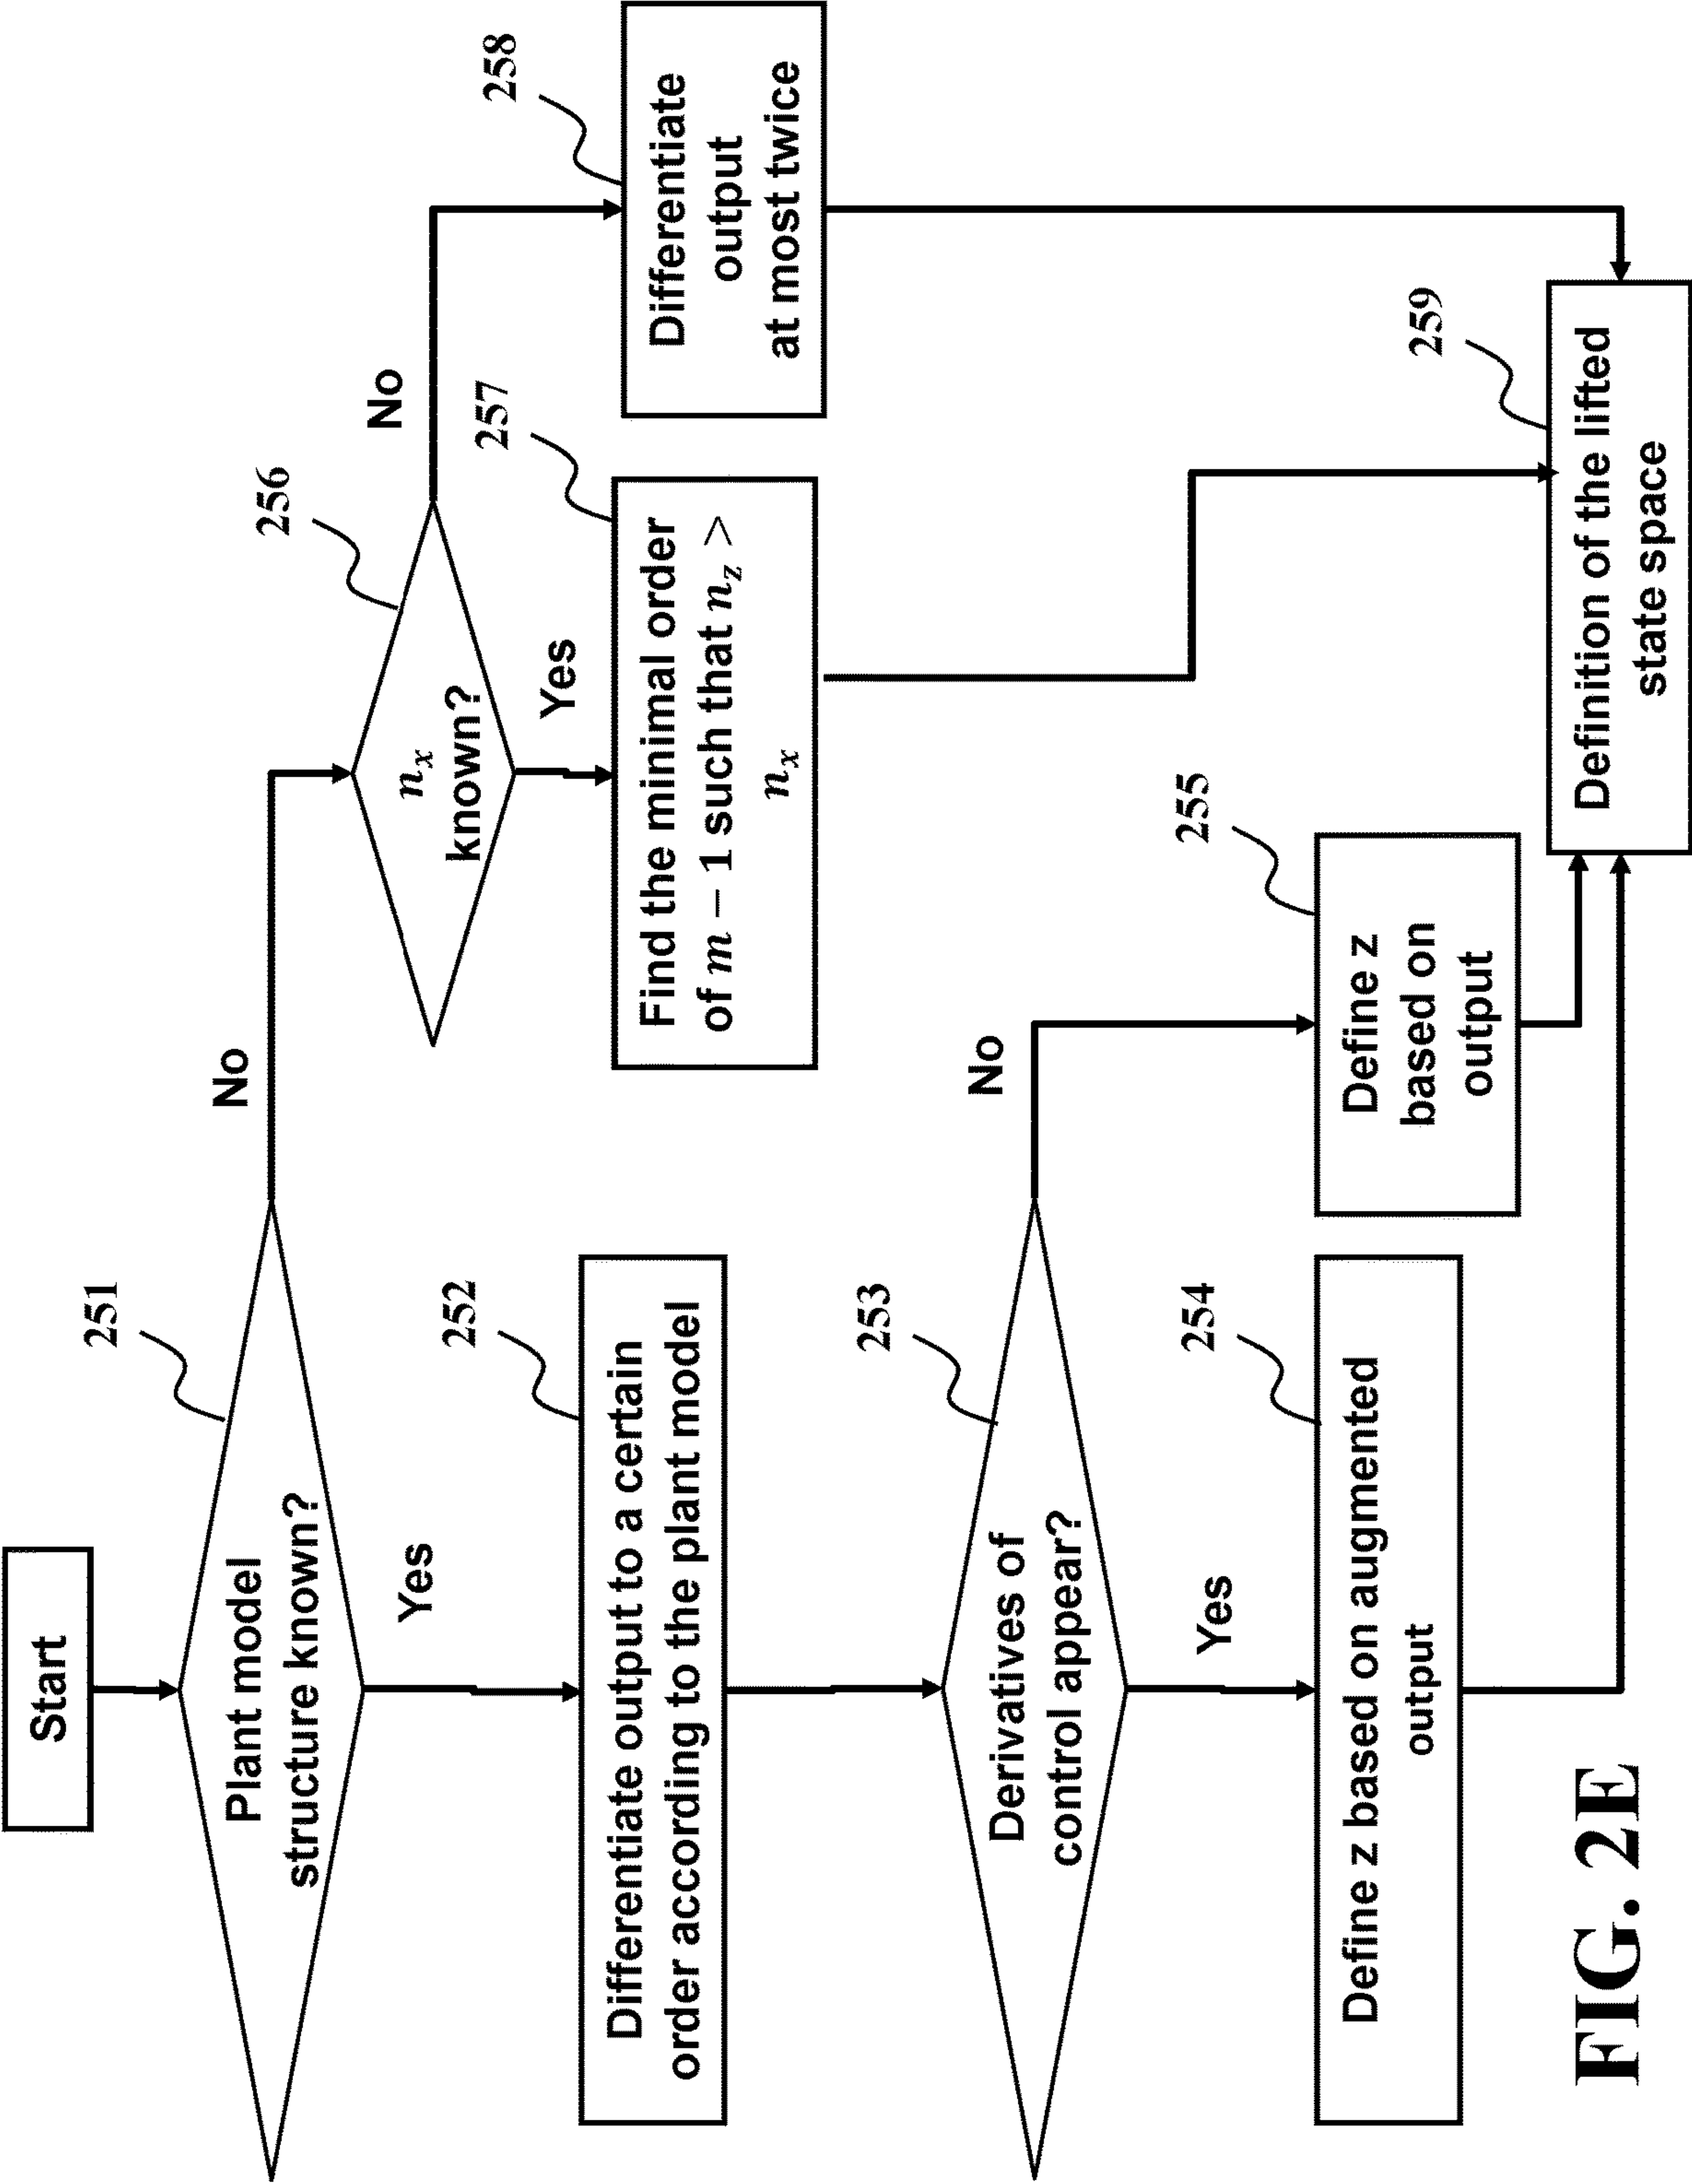 Start
251
Plant model
structure known?
No
Yes
252
Differentiate output to a certain
order according to the plant model
253
Derivatives of
control appear?
No
Yes
254
Define z based on augmented
output
255
Define z
based on
output
256
n_x
known?
No
Yes
257
Find the minimal order
of m − 1 such that n_z >
n_x
258
Differentiate
output
at most twice
259
Definition of the lifted
state space
FIG. 2E